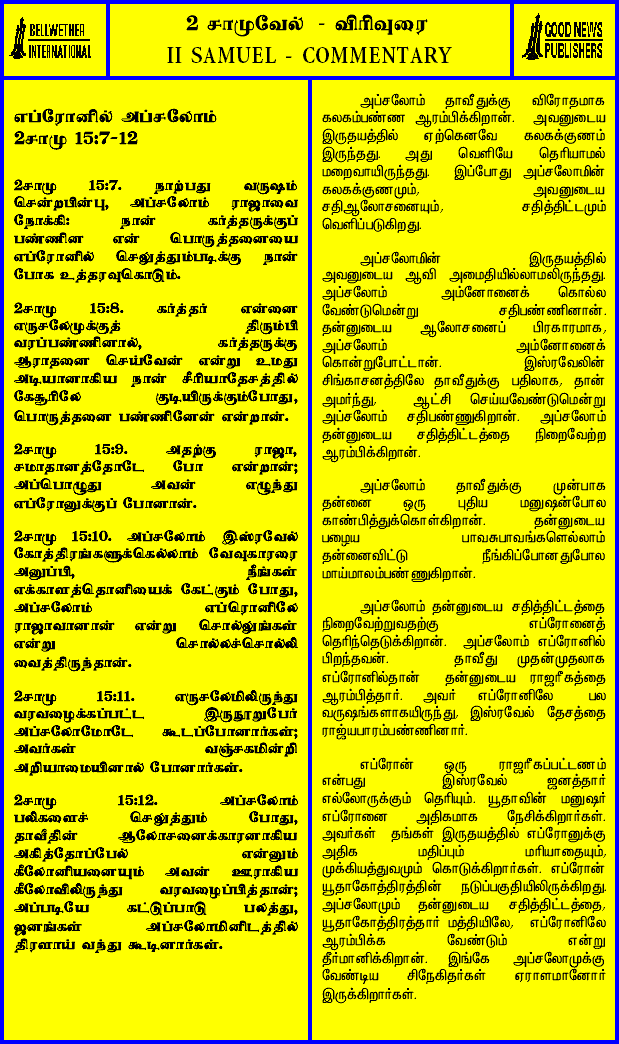 BELLWETHER
INTERNATIONAL
2 சாமுவேல் - விரிவுரை
II SAMUEL - COMMENTARY
GOOD NEWS
PUBLISHERS
எப்ரோனில் அப்சலோம்
2சாமு 15:7-12
2சாமு 15:7. நாற்பது வருஷம்
சென்றபின்பு, அப்சலோம் ராஜாவை
நோக்கி: நான் கர்த்தருக்குப்
பண்ணின என் பொருத்தனையை
எப்ரோனில் செலுத்தும்படிக்கு நான்
போக உத்தரவுகொடும்.
2சாமு 15:8. கர்த்தர் என்னை
எருசலேமுக்குத் திரும்பி
வரப்பண்ணினால், கர்த்தருக்கு
ஆராதனை செய்வேன் என்று உமது
அடியானாகிய நான் சீரியாதேசத்தில்
கேசூரிலே குடியிருக்கும்போது,
பொருத்தனை பண்ணினேன் என்றான்.
2சாமு 15:9. அதற்கு ராஜா,
சமாதானத்தோடே போ என்றான்;
அப்பொழுது அவன் எழுந்து
எப்ரோனுக்குப் போனான்.
2சாமு 15:10. அப்சலோம் இஸ்ரவேல்
கோத்திரங்களுக்கெல்லாம் வேவுகாரரை
அனுப்பி, நீங்கள்
எக்காளத்தொனியைக் கேட்கும் போது,
அப்சலோம் எப்ரொனிலே
ராஜாவானான் என்று சொல்லுங்கள்
என்று சொல்லச்சொல்லி
வைத்திருந்தான்.
2சாமு 15:11. எருசலேமிலிருந்து
வரவழைக்கப்பட்ட இருநூறுபேர்
அப்சலோமோடே கூடப்போனார்கள்;
அவர்கள் வஞ்சகமின்றி
அறியாமையினால் போனார்கள்.
2சாமு 15:12. அப்சலோம்
பலிகளைச் செலுத்தும் போது,
தாவீதின் ஆலோசனைக்காரனாகிய
அகித்தோப்பேல் என்னும்
கீலோனியனையும் அவன் ஊராகிய
கீலோவிலிருந்து வரவழைப்பித்தான்;
அப்படியே கட்டுப்பாடு பலத்து,
ஜனங்கள் அப்சலோமினிடத்தில்
திரளாய் வந்து கூடினார்கள்.
அப்சலோம் தாவீதுக்கு விரோதமாக
கலகம்பண்ண ஆரம்பிக்கிறான். அவனுடைய
இருதயத்தில் ஏற்கெனவே கலகக்குணம்
இருந்தது. அது வெளியே தெரியாமல்
மறைவாயிருந்தது. இப்போது அப்சலோமின்
கலகக்குணமும், அவனுடைய
சதிஆலோசனையும், சதித்திட்டமும்
வெளிப்படுகிறது.
அப்சலோமின் இருதயத்தில்
அவனுடைய ஆவி அமைதியில்லாமலிருந்தது.
அப்சலோம் அம்னோனைக் கொல்ல
வேண்டுமென்று சதிபண்ணினான்.
தன்னுடைய ஆலோசனைப் பிரகாரமாக,
அப்சலோம் அம்னோனைக்
கொன்றுபோட்டான். இஸ்ரவேலின்
சிங்காசனத்திலே தாவீதுக்கு பதிலாக, தான்
அமர்ந்து, ஆட்சி செய்யவேண்டுமென்று
அப்சலோம் சதிபண்ணுகிறான். அப்சலோம்
தன்னுடைய சதித்திட்டத்தை நிறைவேற்ற
ஆரம்பிக்கிறான்.
அப்சலோம் தாவீதுக்கு முன்பாக
தன்னை ஒரு புதிய மனுஷன்போல
காண்பித்துக்கொள்கிறான். தன்னுடைய
பழைய பாவசுபாவங்களெல்லாம்
தன்னைவிட்டு நீங்கிப்போனதுபோல
மாய்மாலம்பண்ணுகிறான்.
அப்சலோம் தன்னுடைய சதித்திட்டத்தை
நிறைவேற்றுவதற்கு எப்ரோனைத்
தெரிந்தெடுக்கிறான். அப்சலோம் எப்ரோனில்
பிறந்தவன். தாவீது முதன்முதலாக
எப்ரோனில்தான் தன்னுடைய ராஜரீகத்தை
ஆரம்பித்தார். அவர் எப்ரோனிலே பல
வருஷங்களாகயிருந்து, இஸ்ரவேல் தேசத்தை
ராஜ்யபாரம்பண்ணினார்.
எப்ரோன் ஒரு ராஜரீகப்பட்டணம்
என்பது இஸ்ரவேல் ஜனத்தார்
எல்லோருக்கும் தெரியும். யூதாவின் மனுஷர்
எப்ரோனை அதிகமாக நேசிக்கிறார்கள்.
அவர்கள் தங்கள் இருதயத்தில் எப்ரோனுக்கு
அதிக மதிப்பும் மரியாதையும்,
முக்கியத்துவமும் கொடுக்கிறார்கள். எப்ரோன்
யூதாகோத்திரத்தின் நடுப்பகுதியிலிருக்கிறது.
அப்சலோமும் தன்னுடைய சதித்திட்டத்தை,
யூதாகோத்திரத்தார் மத்தியிலே, எப்ரோனிலே
ஆரம்பிக்க வேண்டும் என்று
தீர்மானிக்கிறான். இங்கே அப்சலோமுக்கு
வேண்டிய சிநேகிதர்கள் ஏராளமானோர்
இருக்கிறார்கள்.